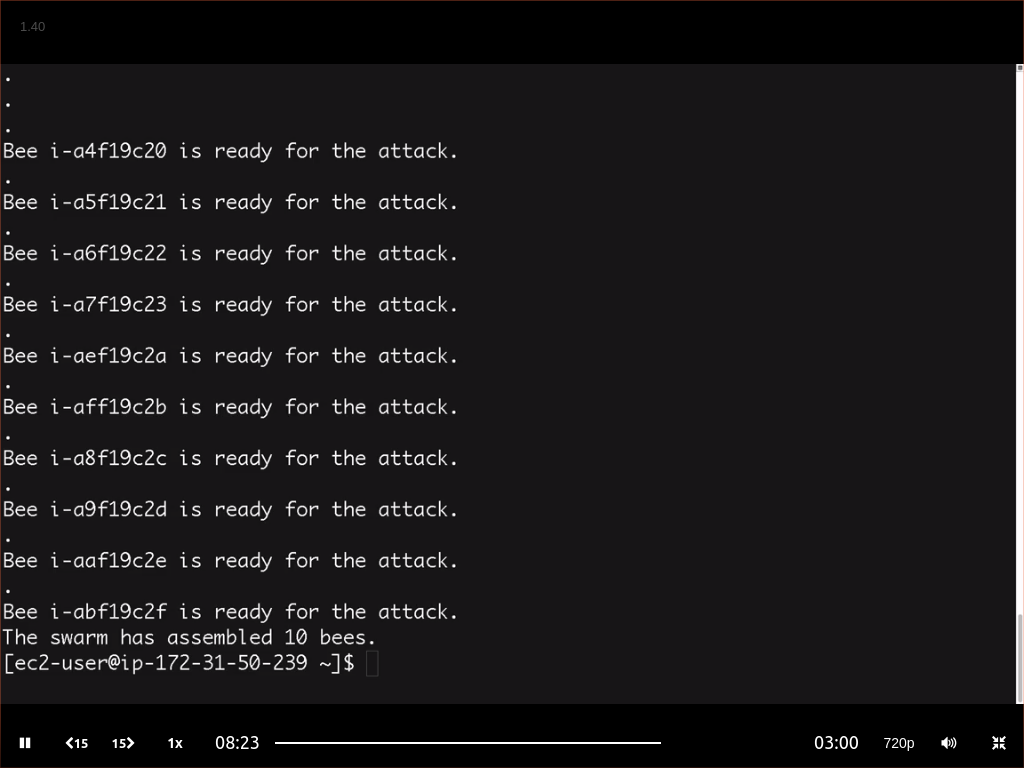 1.40
.
.
.
Bee i-a4f19c20 is ready for the attack.
.
Bee i-a5f19c21 is ready for the attack.
.
Bee i-a6f19c22 is ready for the attack.
.
Bee i-a7f19c23 is ready for the attack.
.
Bee i-aef19c2a is ready for the attack.
.
Bee i-aff19c2b is ready for the attack.
.
Bee i-a8f19c2c is ready for the attack.
.
Bee i-a9f19c2d is ready for the attack.
.
Bee i-aaf19c2e is ready for the attack.
.
Bee i-abf19c2f is ready for the attack.
The swarm has assembled 10 bees.
[ec2-user@ip-172-31-50-239 ~]$
15 15 1x 08:23 03:00 720p